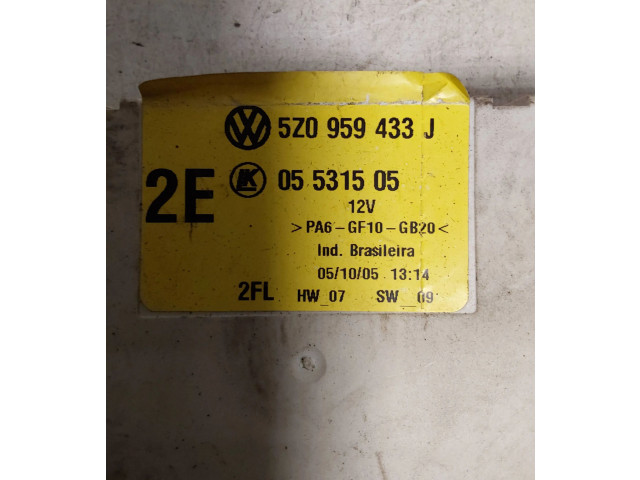 5Z0 959 433 J
2E
05 5315 05
12V
>PA6-GF10-GB20<
Ind. Brasileira
05/10/05 13:14
2FL HW_07 SW_09